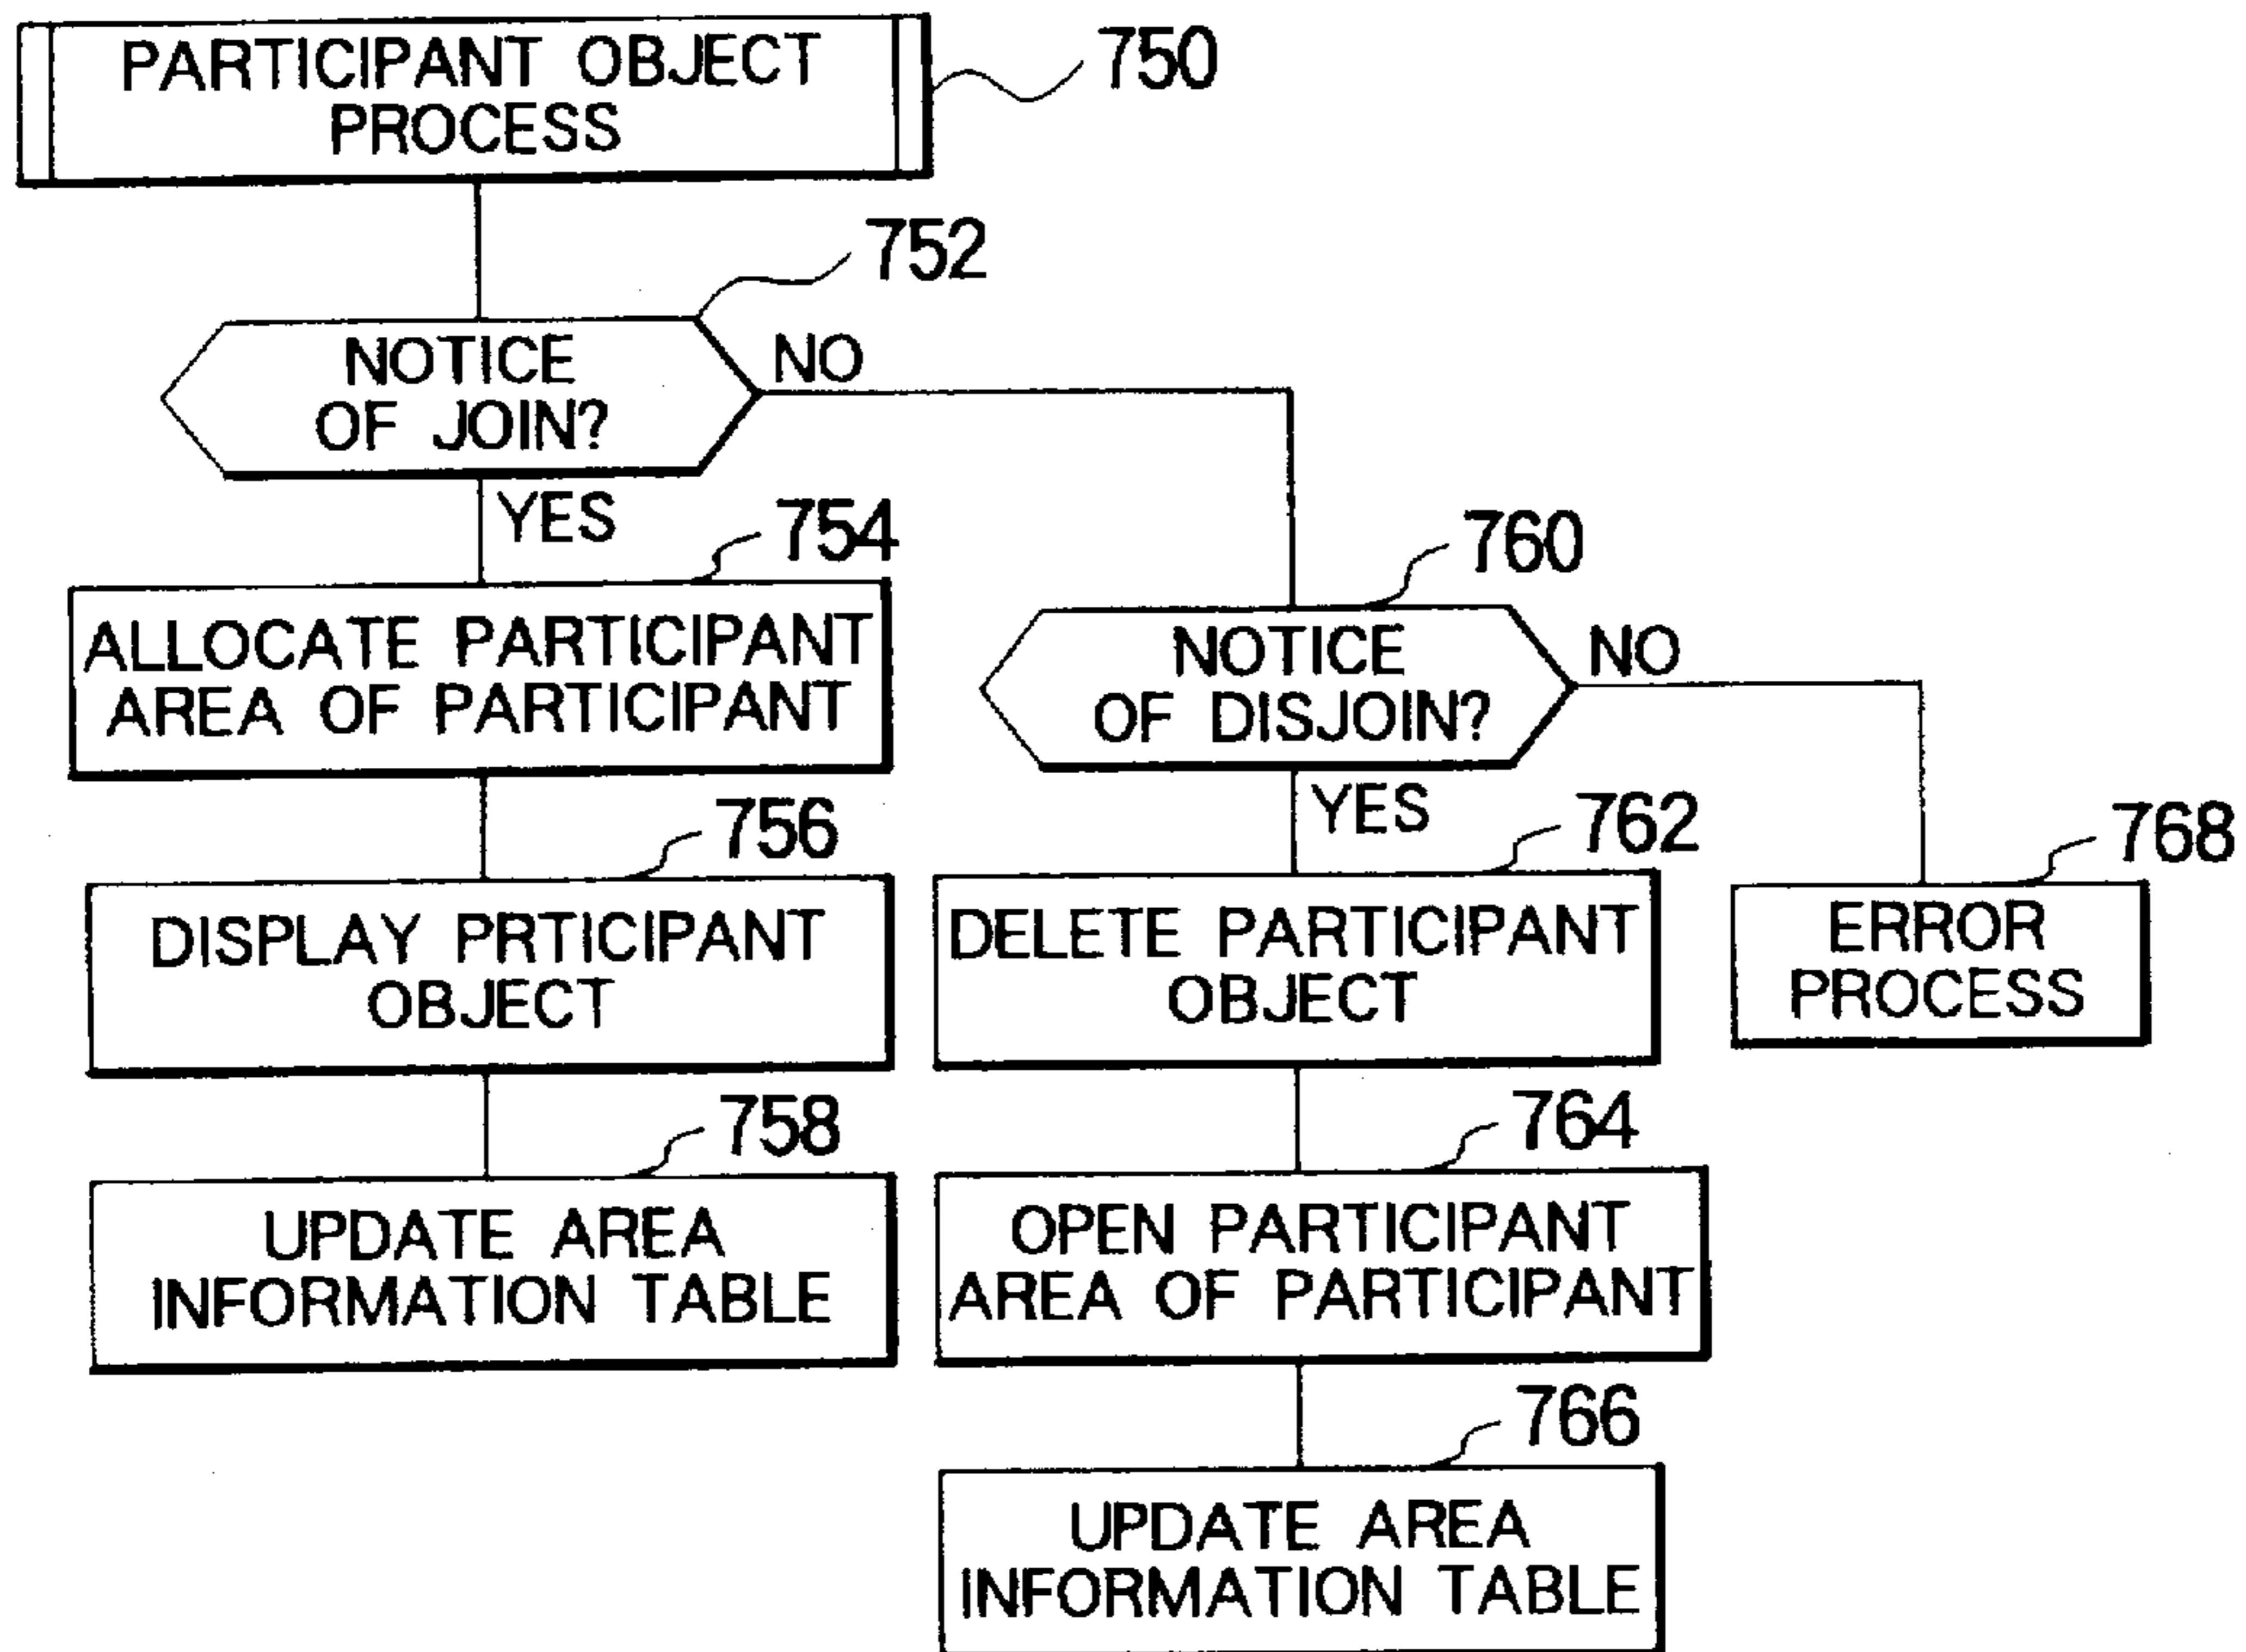 PARTICIPANT OBJECT
PROCESS
750
752
NOTICE
OF JOIN?
NO
YES
754
ALLOCATE PARTICIPANT
AREA OF PARTICIPANT
756
DISPLAY PRTICIPANT
OBJECT
758
UPDATE AREA
INFORMATION TABLE
760
NOTICE
OF DISJOIN?
NO
YES
762
DELETE PARTICIPANT
OBJECT
764
OPEN PARTICIPANT
AREA OF PARTICIPANT
766
UPDATE AREA
INFORMATION TABLE
768
ERROR
PROCESS